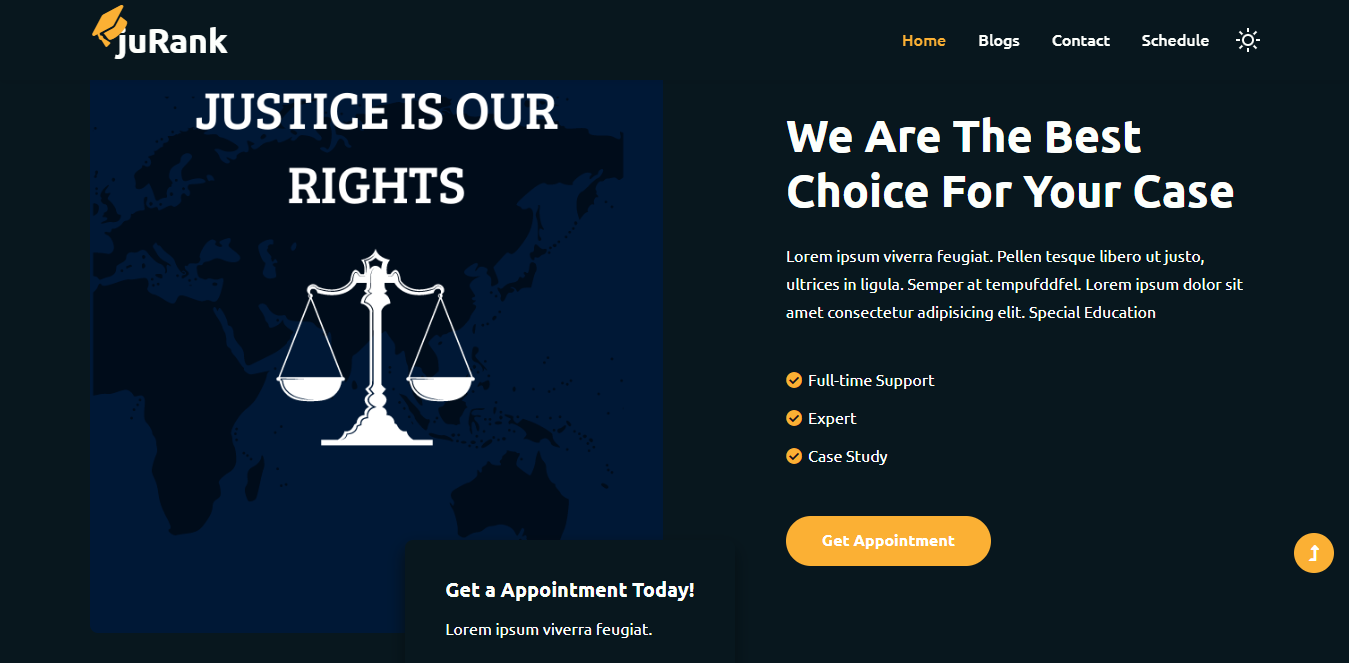 juRank
Home
Blogs
Contact
Schedule
JUSTICE IS OUR
RIGHTS
We Are The Best
Choice For Your Case
Lorem ipsum viverra feugiat. Pellen tesque libero ut justo,
ultrices in ligula. Semper at tempufddfel. Lorem ipsum dolor sit
amet consectetur adipisicing elit. Special Education
Full-time Support
Expert
Case Study
Get Appointment
Get a Appointment Today!
Lorem ipsum viverra feugiat.